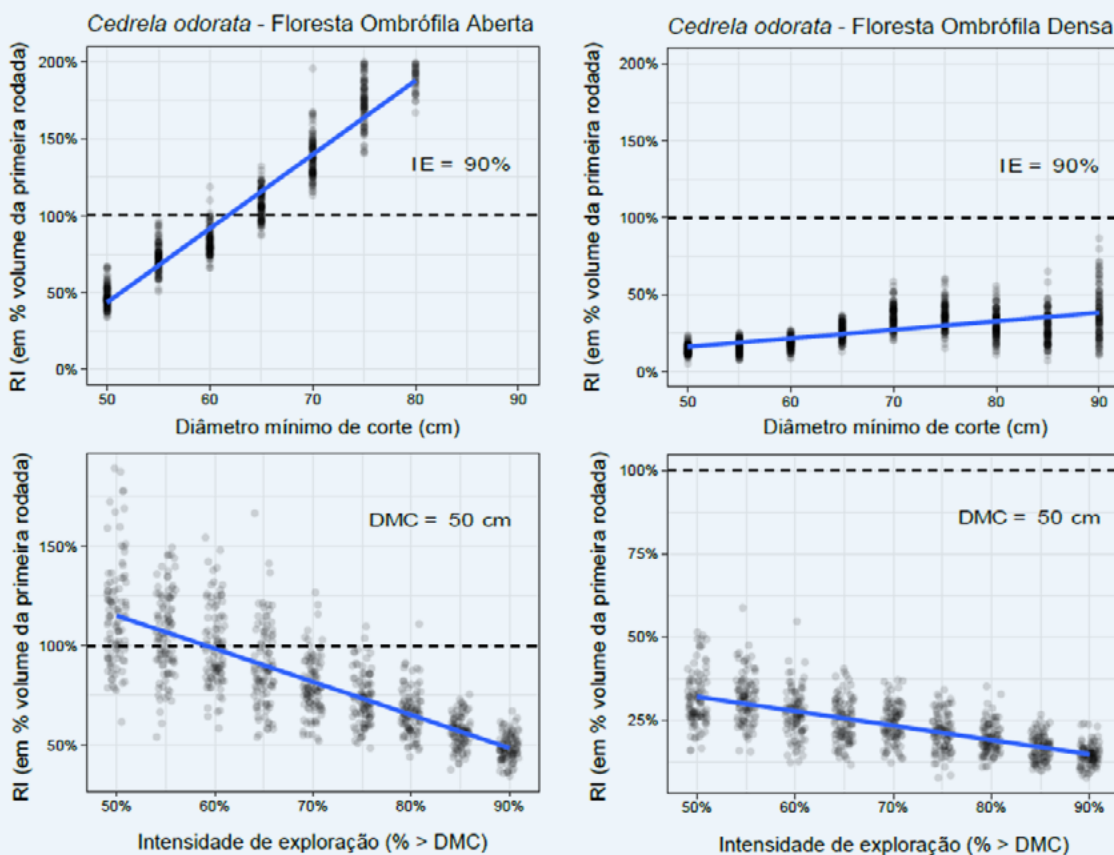 Cedrela odorata - Floresta Ombrófila Aberta
RI (em % volume da primeira rodada)
200%
150%
100%
50%
0%
IE = 90%
50 60 70 80 90
Diâmetro mínimo de corte (cm)
Cedrela odorata - Floresta Ombrófila Densa
RI (em % volume da primeira rodada)
200%
150%
100%
50%
0%
IE = 90%
50 60 70 80 90
Diâmetro mínimo de corte (cm)
RI (em % volume da primeira rodada)
150%
100%
50%
DMC = 50 cm
50% 60% 70% 80% 90%
Intensidade de exploração (% > DMC)
RI (em % volume da primeira rodada)
100%
75%
50%
25%
DMC = 50 cm
50% 60% 70% 80% 90%
Intensidade de exploração (% > DMC)